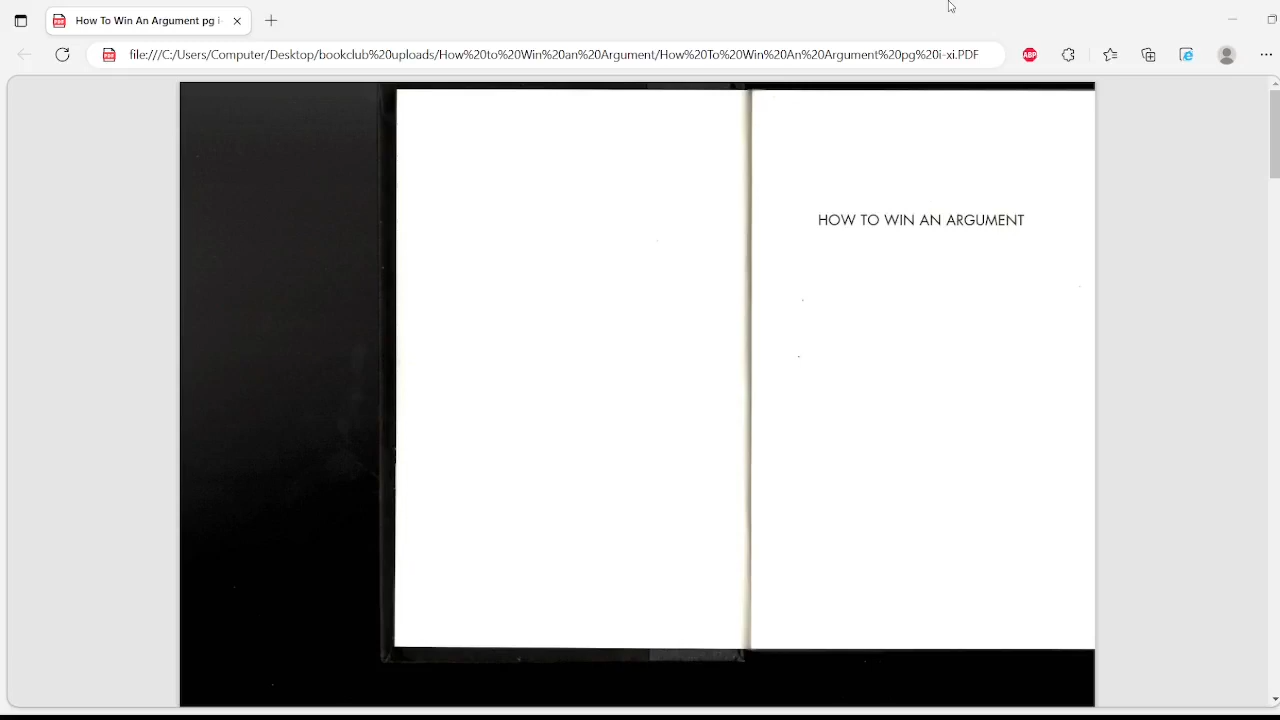 How To Win An Argument pg i
file:///C:/Users/Computer/Desktop/bookclub%20uploads/How%20to%20Win%20an%20Argument/How%20To%20Win%20An%20Argument%20pg%20i-xi.PDF
ABP
HOW TO WIN AN ARGUMENT